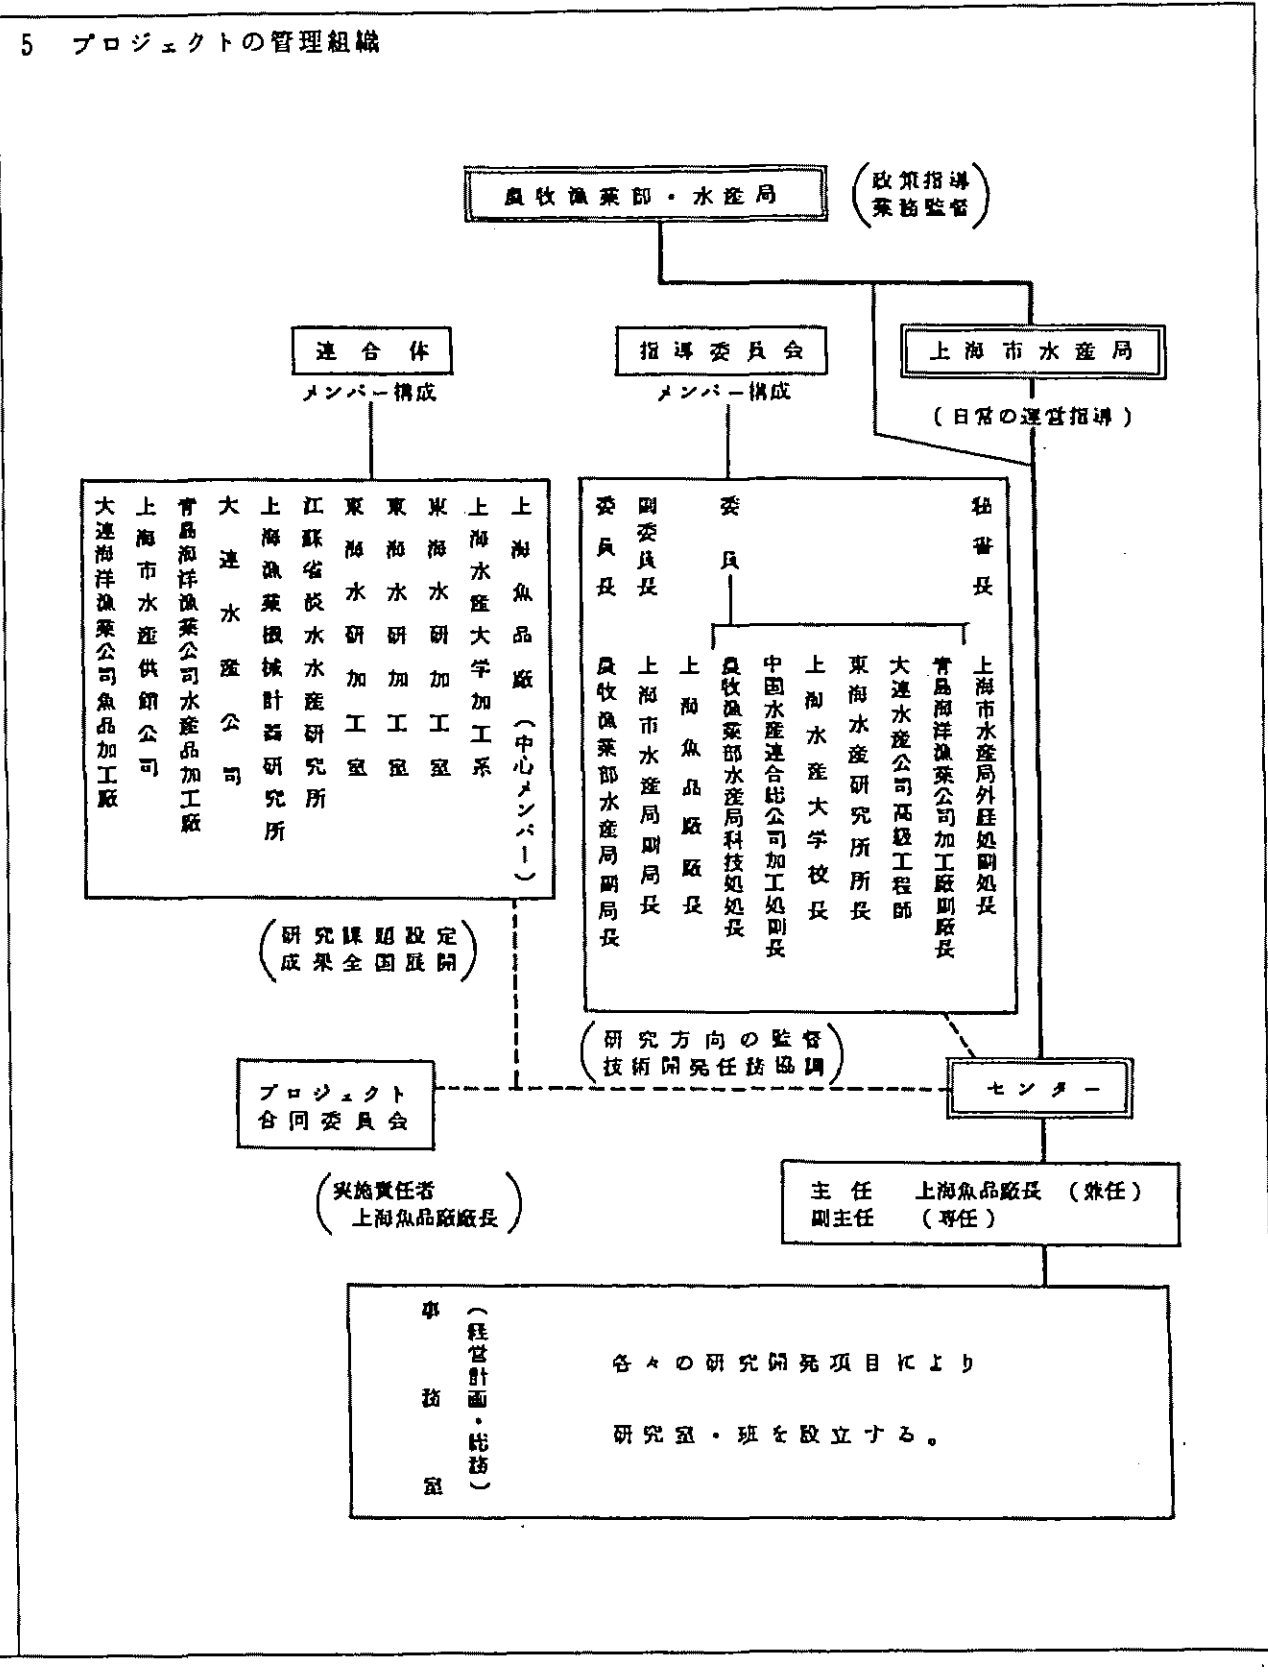 5 プロジェクトの管理組織
農牧漁業部・水産局
(政策指導
業務監督)
連合体
メンバー構成
指導委員会
メンバー構成
上海市水産局
(日常の運営指導)
上海魚品廠(中心メンバー)
上海水産大学加工系
東海水研加工室
東海水研加工室
東海水研加工室
江蘇省淡水水産研究所
上海漁業機械計器研究所
大連水産公司
青島海洋漁業公司水産品加工廠
上海市水産供銷公司
大連海洋漁業公司魚品加工廠
(研究課題設定
成果全国展開)
秘書長
委員
副委員長
委員長
上海市水産局外経処副処長
青島海洋漁業公司加工廠副廠長
大連水産公司高級工程師
東海水産研究所所長
上海水産大学校長
中国水産連合総公司加工処副長
農牧漁業部水産局科技処処長
上海魚品廠廠長
上海市水産局副局長
農牧漁業部水産局副局長
(研究方向の監督
技術開発任務協調)
プロジェクト
合同委員会
センター
(実施責任者
上海魚品廠廠長)
主任 上海魚品廠長 (兼任)
副主任 (専任)
事務室
(経営計画・総務)
各々の研究開発項目により
研究室・班を設立する。